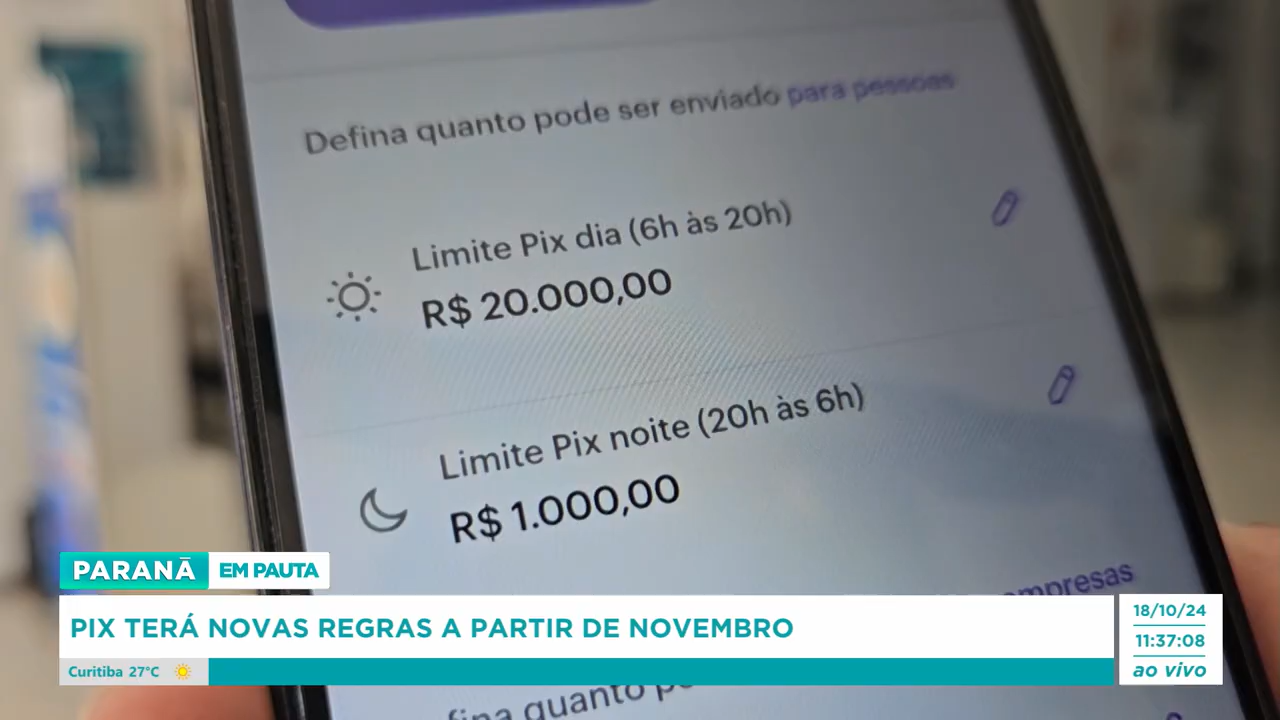 Defina quanto pode ser enviado para pessoas
Limite Pix dia (6h às 20h)
R$ 20.000,00
Limite Pix noite (20h às 6h)
R$ 1.000,00
empresas
PARANÁ EM PAUTA
PIX TERÁ NOVAS REGRAS A PARTIR DE NOVEMBRO
18/10/24
11:37:08
ao vivo
Curitiba 27°C
quanto